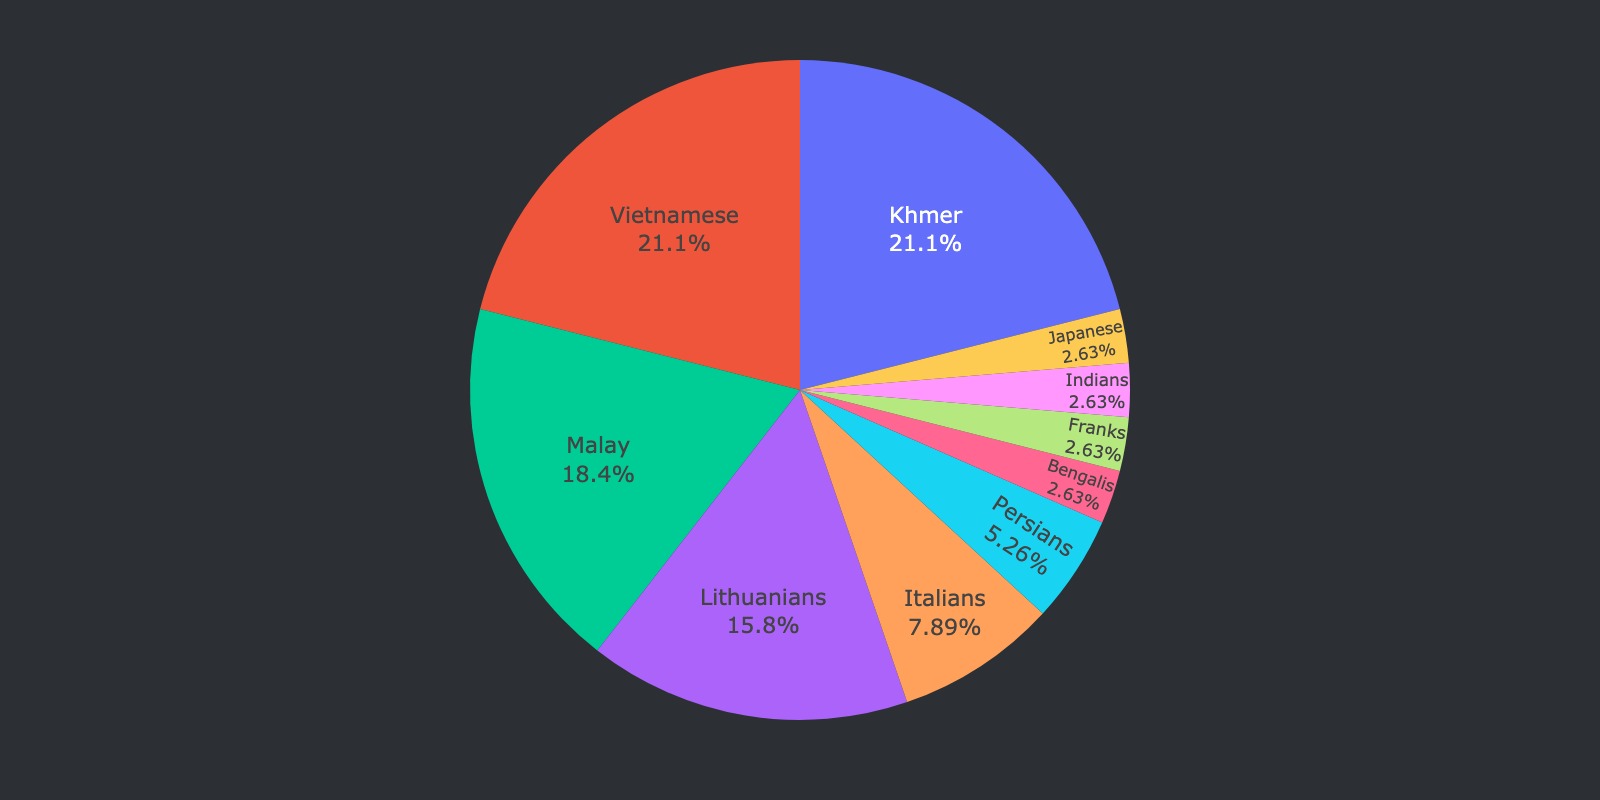 Vietnamese
21.1%
Khmer
21.1%
Japanese
2.63%
Indians
2.63%
Franks
2.63%
Bengalis
2.63%
Persians
5.26%
Italians
7.89%
Lithuanians
15.8%
Malay
18.4%